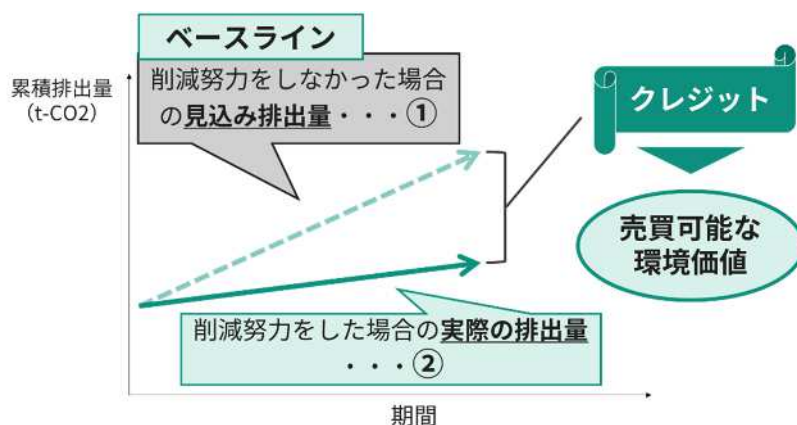 ベースライン
累積排出量
（t-CO2）
削減努力をしなかった場合
の見込み排出量・・・①
クレジット
売買可能な
環境価値
削減努力をした場合の実際の排出量
・・・②
期間